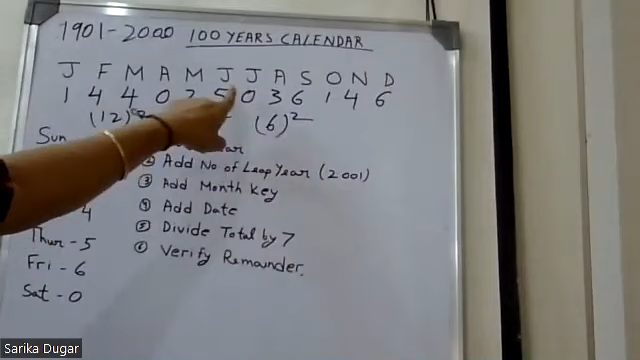 1901-2000 100 YEARS CALENDAR
J F M A M J J A S O N D
1 4 4 0 2 5 0 3 6 1 4 6
(12)² (6)²
Sun
② Add No of Leap Year (2001)
③ Add Month Key
④ Add Date
4
⑤ Divide Total by 7
Thur - 5
⑥ Verify Remaunder.
Fri - 6
Sat - 0
Sarika Dugar